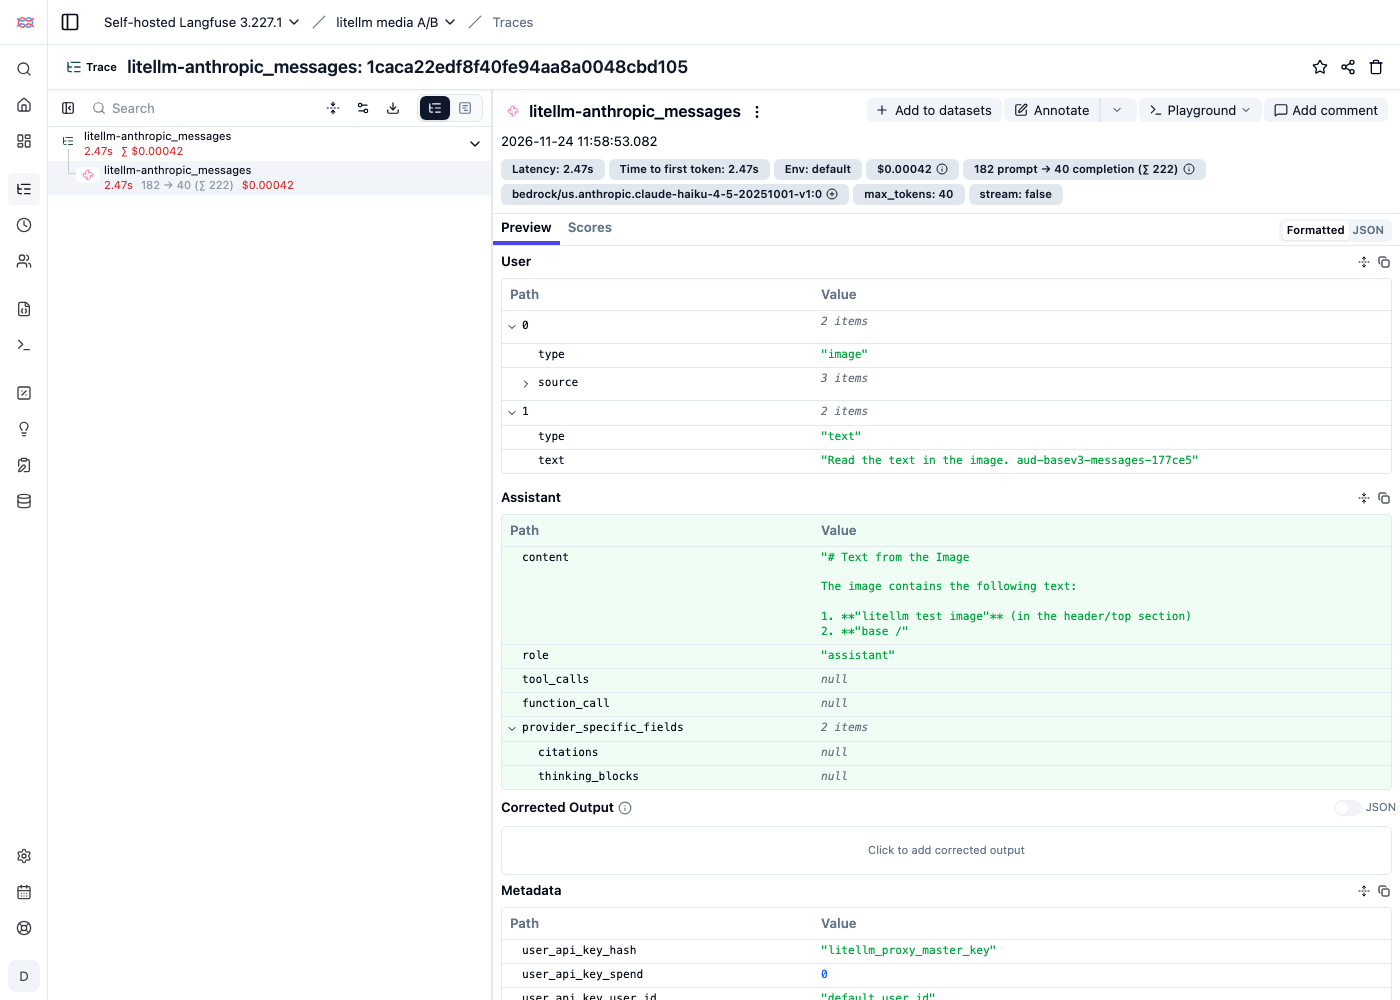 Self-hosted Langfuse 3.227.1 / litellm media A/B / Traces
Trace litellm-anthropic_messages: 1caca22edf8f40fe94aa8a0048cbd105
Search
litellm-anthropic_messages
2.47s ∑ $0.00042
litellm-anthropic_messages
2.47s 182 → 40 (∑ 222) $0.00042
litellm-anthropic_messages
Add to datasets
Annotate
Playground
Add comment
2026-11-24 11:58:53.082
Latency: 2.47s Time to first token: 2.47s Env: default $0.00042 182 prompt → 40 completion (∑ 222)
bedrock/us.anthropic.claude-haiku-4-5-20251001-v1:0 max_tokens: 40 stream: false
Preview Scores Formatted JSON
User
Path Value
0 2 items
type "image"
source 3 items
1 2 items
type "text"
text "Read the text in the image. aud-basev3-messages-177ce5"
Assistant
Path Value
content "# Text from the Image
The image contains the following text:
1. **"litellm test image"** (in the header/top section)
2. **"base /"
role "assistant"
tool_calls null
function_call null
provider_specific_fields 2 items
citations null
thinking_blocks null
Corrected Output JSON
Click to add corrected output
Metadata
Path Value
user_api_key_hash "litellm_proxy_master_key"
user_api_key_spend 0
user_api_key_user_id "default_user_id"
D